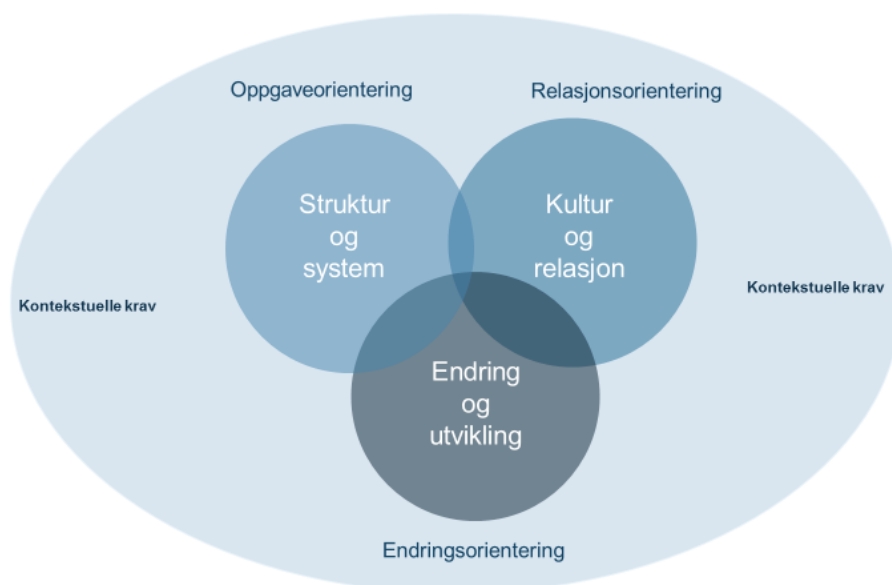 Oppgaveorientering
Relasjonsorientering
Struktur
og
system
Kultur
og
relasjon
Kontekstuelle krav
Kontekstuelle krav
Endring
og
utvikling
Endringsorientering